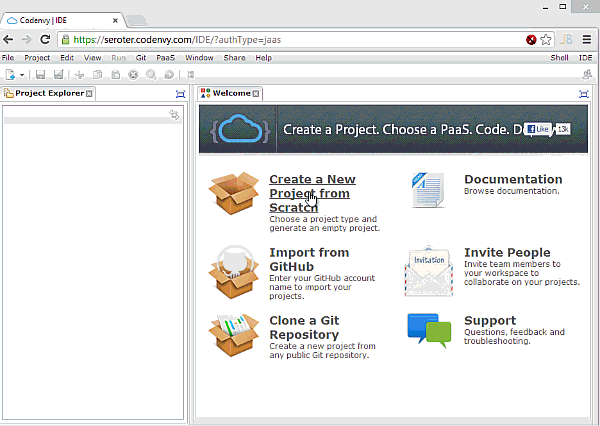 Codenvy | IDE
https://seroter.codenvy.com/IDE/?authType=jaas
File Project Edit View Run Git PaaS Window Share Help Shell IDE
Project Explorer
Welcome
Create a Project. Choose a PaaS. Code.
Like 13k
Create a New
Project from
Scratch
Choose a project type and
generate an empty project.
Documentation
Browse documentation.
Import from
GitHub
Enter your GitHub account
name to import your
projects.
Invitation
Invite People
Invite team members to
your workspace to
collaborate on your projects.
Clone a Git
Repository
Create a new project from
any public Git repository.
Support
Questions, feedback and
troubleshooting.